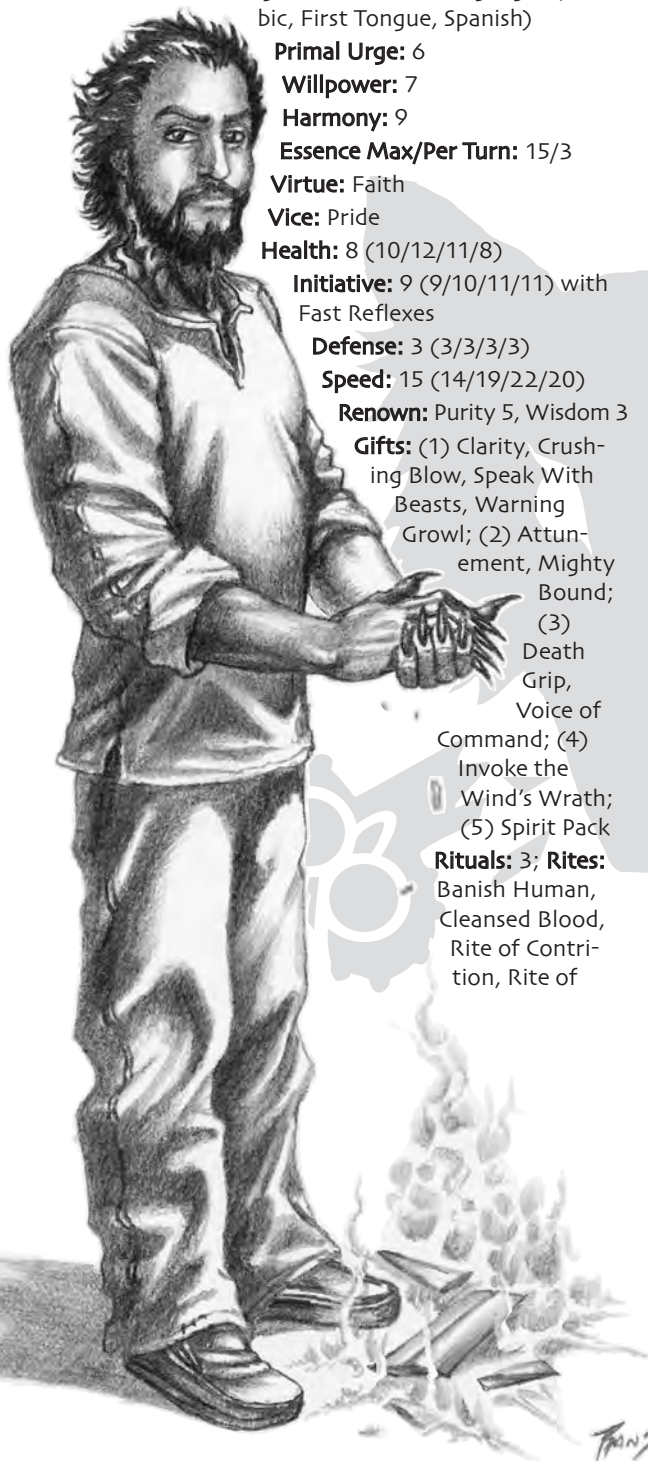 bic, First Tongue, Spanish)
Primal Urge: 6
Willpower: 7
Harmony: 9
Essence Max/Per Turn: 15/3
Virtue: Faith
Vice: Pride
Health: 8 (10/12/11/8)
Initiative: 9 (9/10/11/11) with
Fast Reflexes
Defense: 3 (3/3/3/3)
Speed: 15 (14/19/22/20)
Renown: Purity 5, Wisdom 3
Gifts: (1) Clarity, Crush-
ing Blow, Speak With
Beasts, Warning
Growl; (2) Attun-
ement, Mighty
Bound;
(3)
Death
Grip,
Voice of
Command; (4)
Invoke the
Wind's Wrath;
(5) Spirit Pack
Rituals: 3; Rites:
Banish Human,
Cleansed Blood,
Rite of Contri-
tion, Rite of